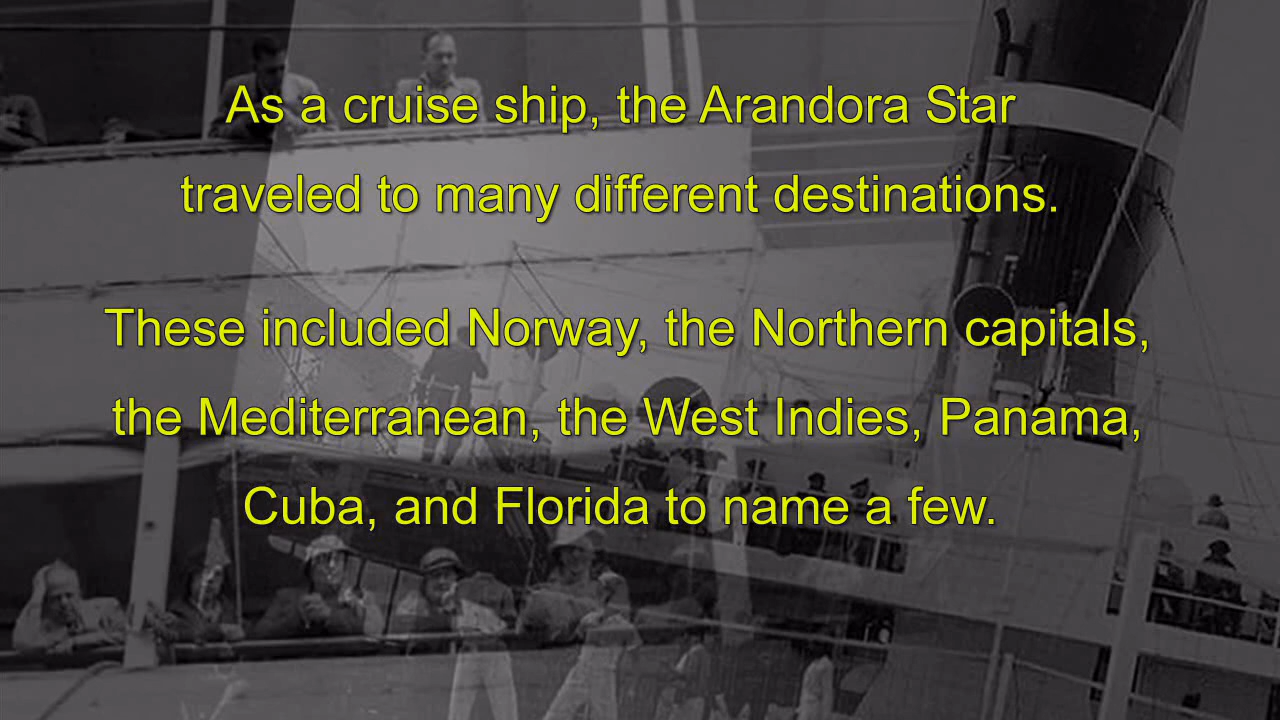 As a cruise ship, the Arandora Star
traveled to many different destinations.
These included Norway, the Northern capitals,
the Mediterranean, the West Indies, Panama,
Cuba, and Florida to name a few.